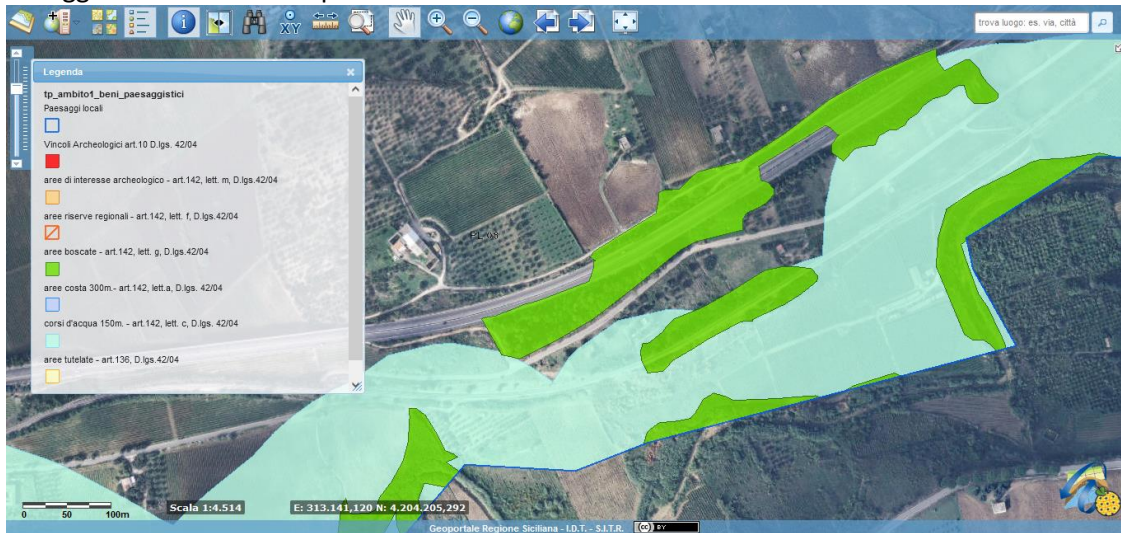 XY
trova luogo: es. via, città
Legenda
tp_ambito1_beni_paesaggistici
Paesaggi locali
Vincoli Archeologici art.10 D.lgs. 42/04
aree di interesse archeologico - art.142, lett. m, D.lgs.42/04
aree riserve regionali - art.142, lett. f, D.lgs.42/04
aree boscate - art.142, lett. g, D.lgs.42/04
aree costa 300m.- art.142, lett.a, D.lgs. 42/04
corsi d'acqua 150m. - art.142, lett. c, D.lgs. 42/04
aree tutelate - art.136, D.lgs.42/04
0 50 100m
Scala 1:4.514
E: 313.141,120 N: 4.204.205,292
Geoportale Regione Siciliana - I.D.T. - S.I.T.R. (cc) BY